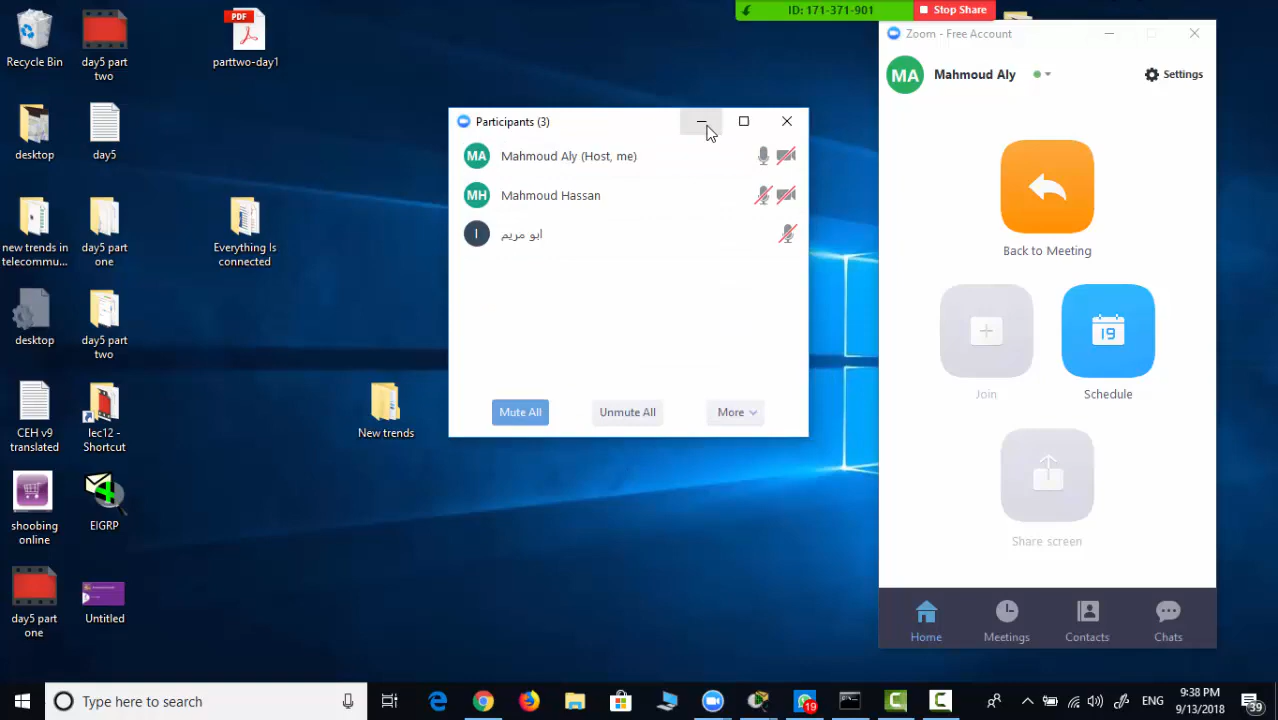 ID: 171-371-901
Stop Share
PDF
Recycle Bin
day5 part
two
parttwo-day1
desktop
day5
new trends in
telecommu...
day5 part
one
Everything Is
connected
desktop
day5 part
two
CEH v9
translated
lec12 -
Shortcut
New trends
shoobing
online
EIGRP
day5 part
one
Untitled
Participants (3)
MA
Mahmoud Aly (Host, me)
MH
Mahmoud Hassan
ا
ابو مريم
Mute All
Unmute All
More
Zoom - Free Account
MA
Mahmoud Aly
Settings
Back to Meeting
Join
19
Schedule
Share screen
Home
Meetings
Contacts
Chats
Type here to search
19
ENG
9:38 PM
9/13/2018
39